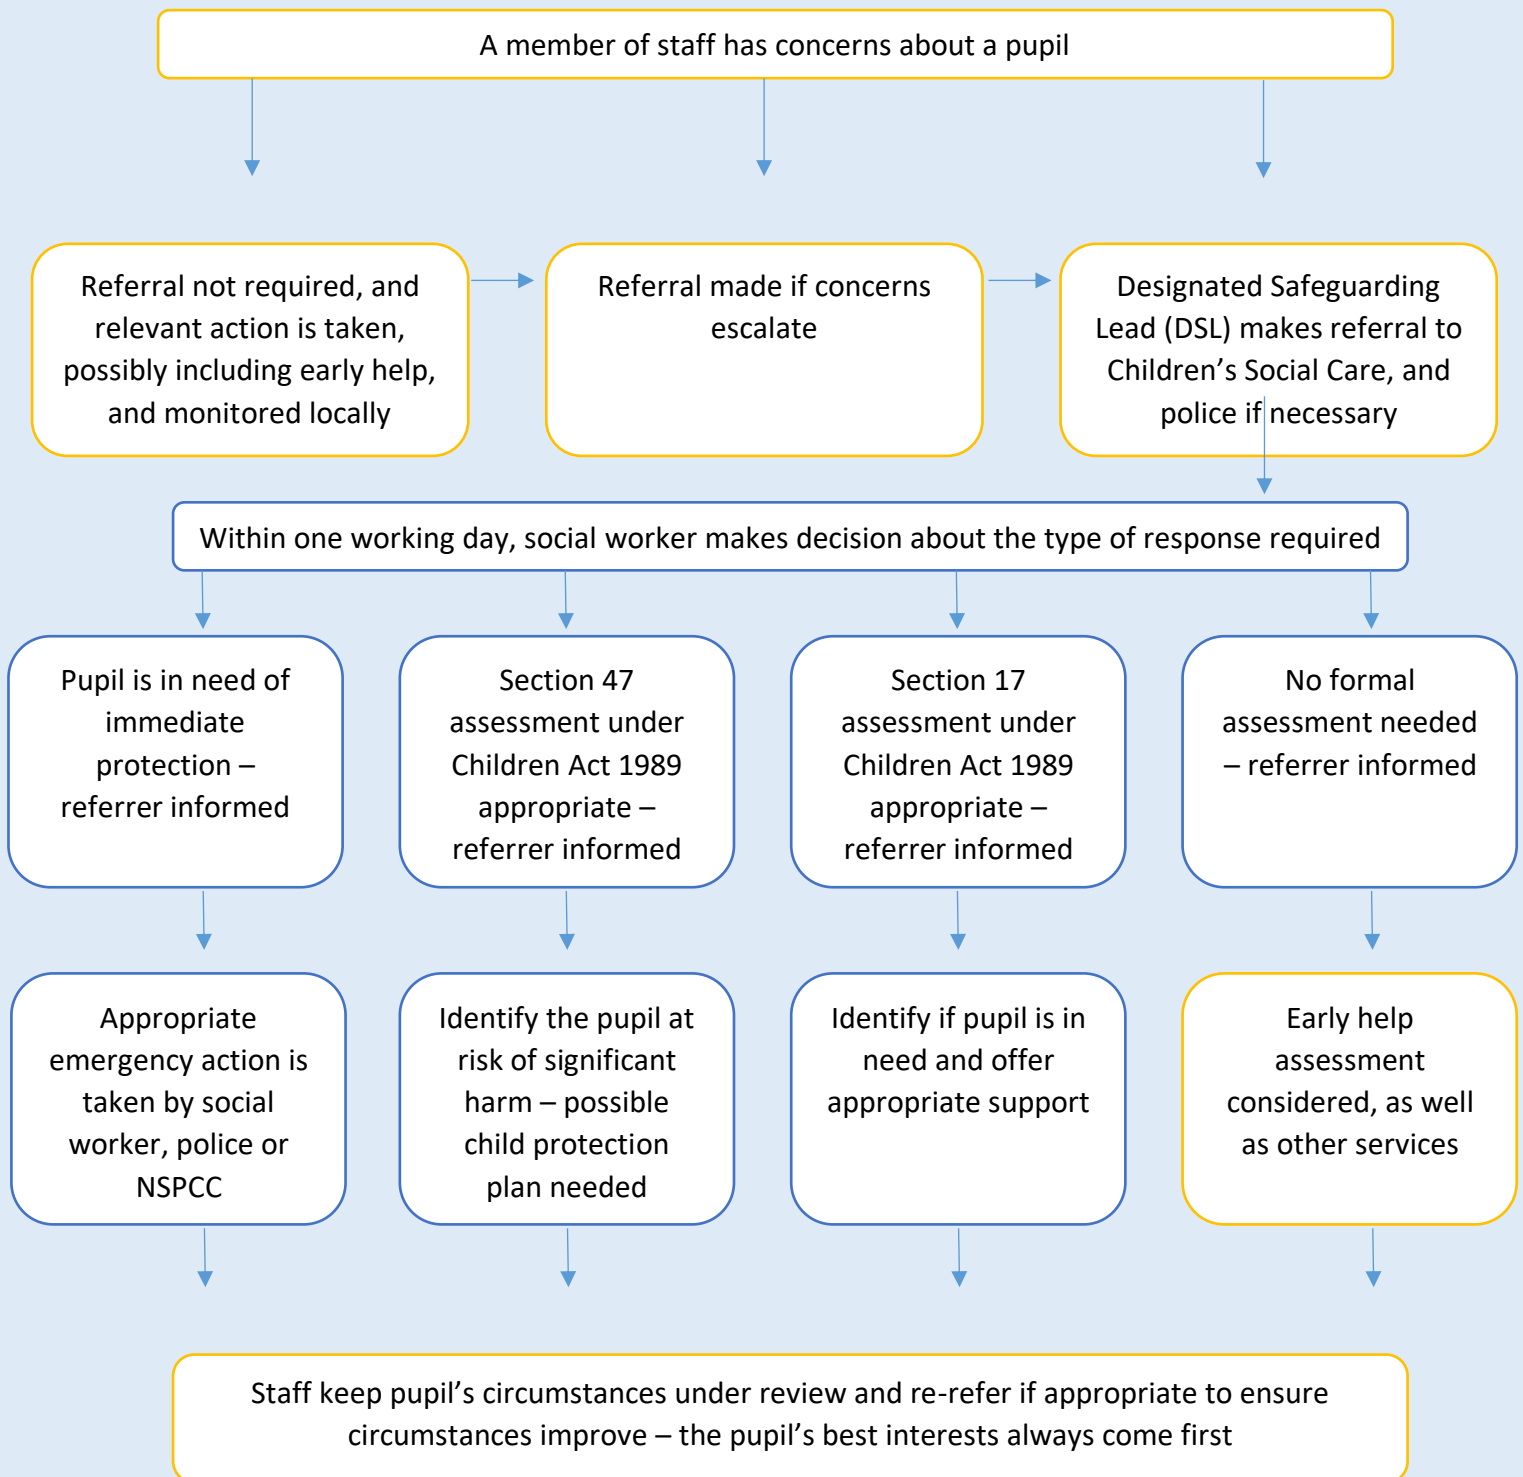 A member of staff has concerns about a pupil
Referral not required, and
relevant action is taken,
possibly including early help,
and monitored locally
Referral made if concerns
escalate
Designated Safeguarding
Lead (DSL) makes referral to
Children’s Social Care, and
police if necessary
Within one working day, social worker makes decision about the type of response required
Pupil is in need of
immediate
protection –
referrer informed
Section 47
assessment under
Children Act 1989
appropriate –
referrer informed
Section 17
assessment under
Children Act 1989
appropriate –
referrer informed
No formal
assessment needed
– referrer informed
Appropriate
emergency action is
taken by social
worker, police or
NSPCC
Identify the pupil at
risk of significant
harm – possible
child protection
plan needed
Identify if pupil is in
need and offer
appropriate support
Early help
assessment
considered, as well
as other services
Staff keep pupil’s circumstances under review and re-refer if appropriate to ensure
circumstances improve – the pupil’s best interests always come first